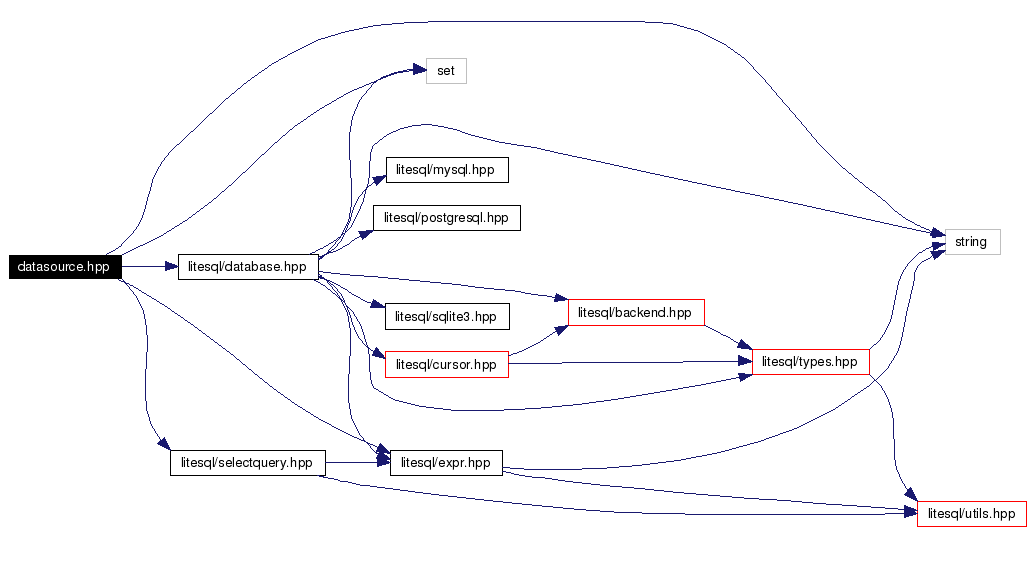 set
litesql/mysql.hpp
litesql/postgresql.hpp
string
datasource.hpp
litesql/database.hpp
litesql/sqlite3.hpp
litesql/backend.hpp
litesql/cursor.hpp
litesql/types.hpp
litesql/selectquery.hpp
litesql/expr.hpp
litesql/utils.hpp